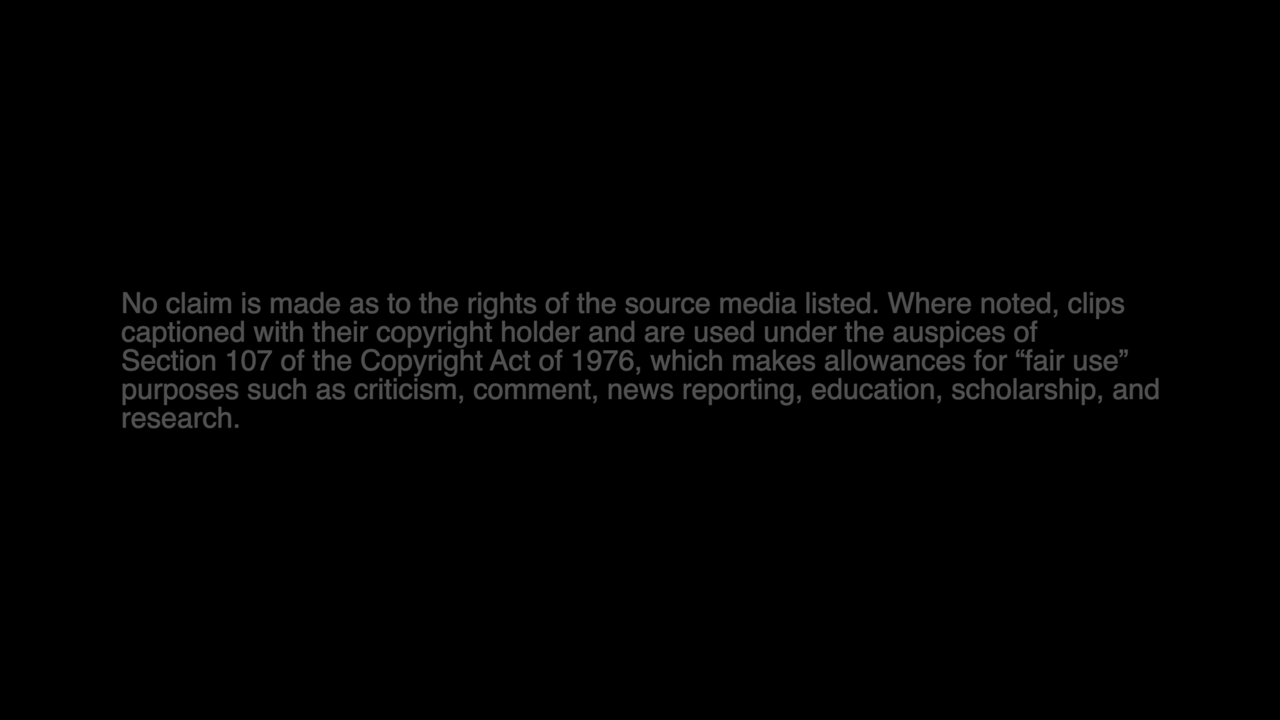 No claim is made as to the rights of the source media listed. Where noted, clips
captioned with their copyright holder and are used under the auspices of
Section 107 of the Copyright Act of 1976, which makes allowances for “fair use”
purposes such as criticism, comment, news reporting, education, scholarship, and
research.